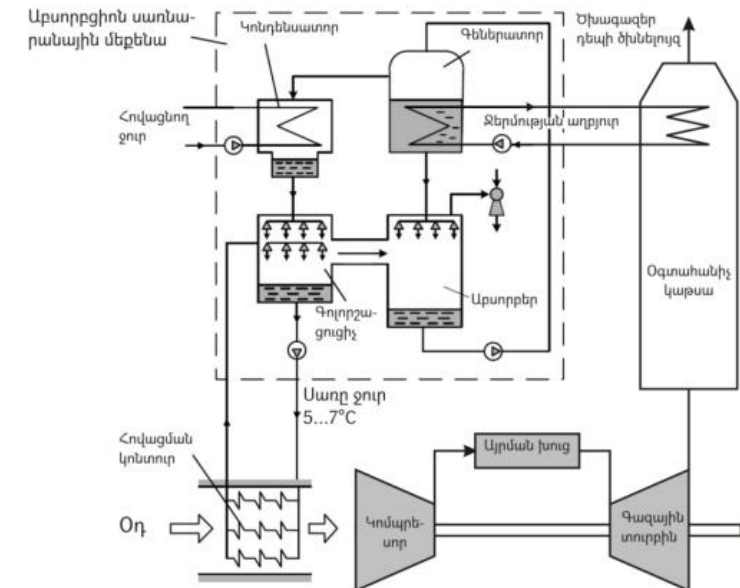 Աբսորբցիոն սառնա-
րանային մեքենա
Կոնդենսատոր
Գեներատոր
Ծխագազեր
դեպի ծխնելույզ
Հովացնող
ջուր
Ջերմության աղբյուր
Օգտահանիչ
կաթսա
Գոլորշա-
ցուցիչ
Աբսորբեր
Սառը ջուր
5...7°C
Հովացման
կոնտուր
Այրման խուց
Օդ
Կոմպրե-
սոր
Գազային
տուրբին